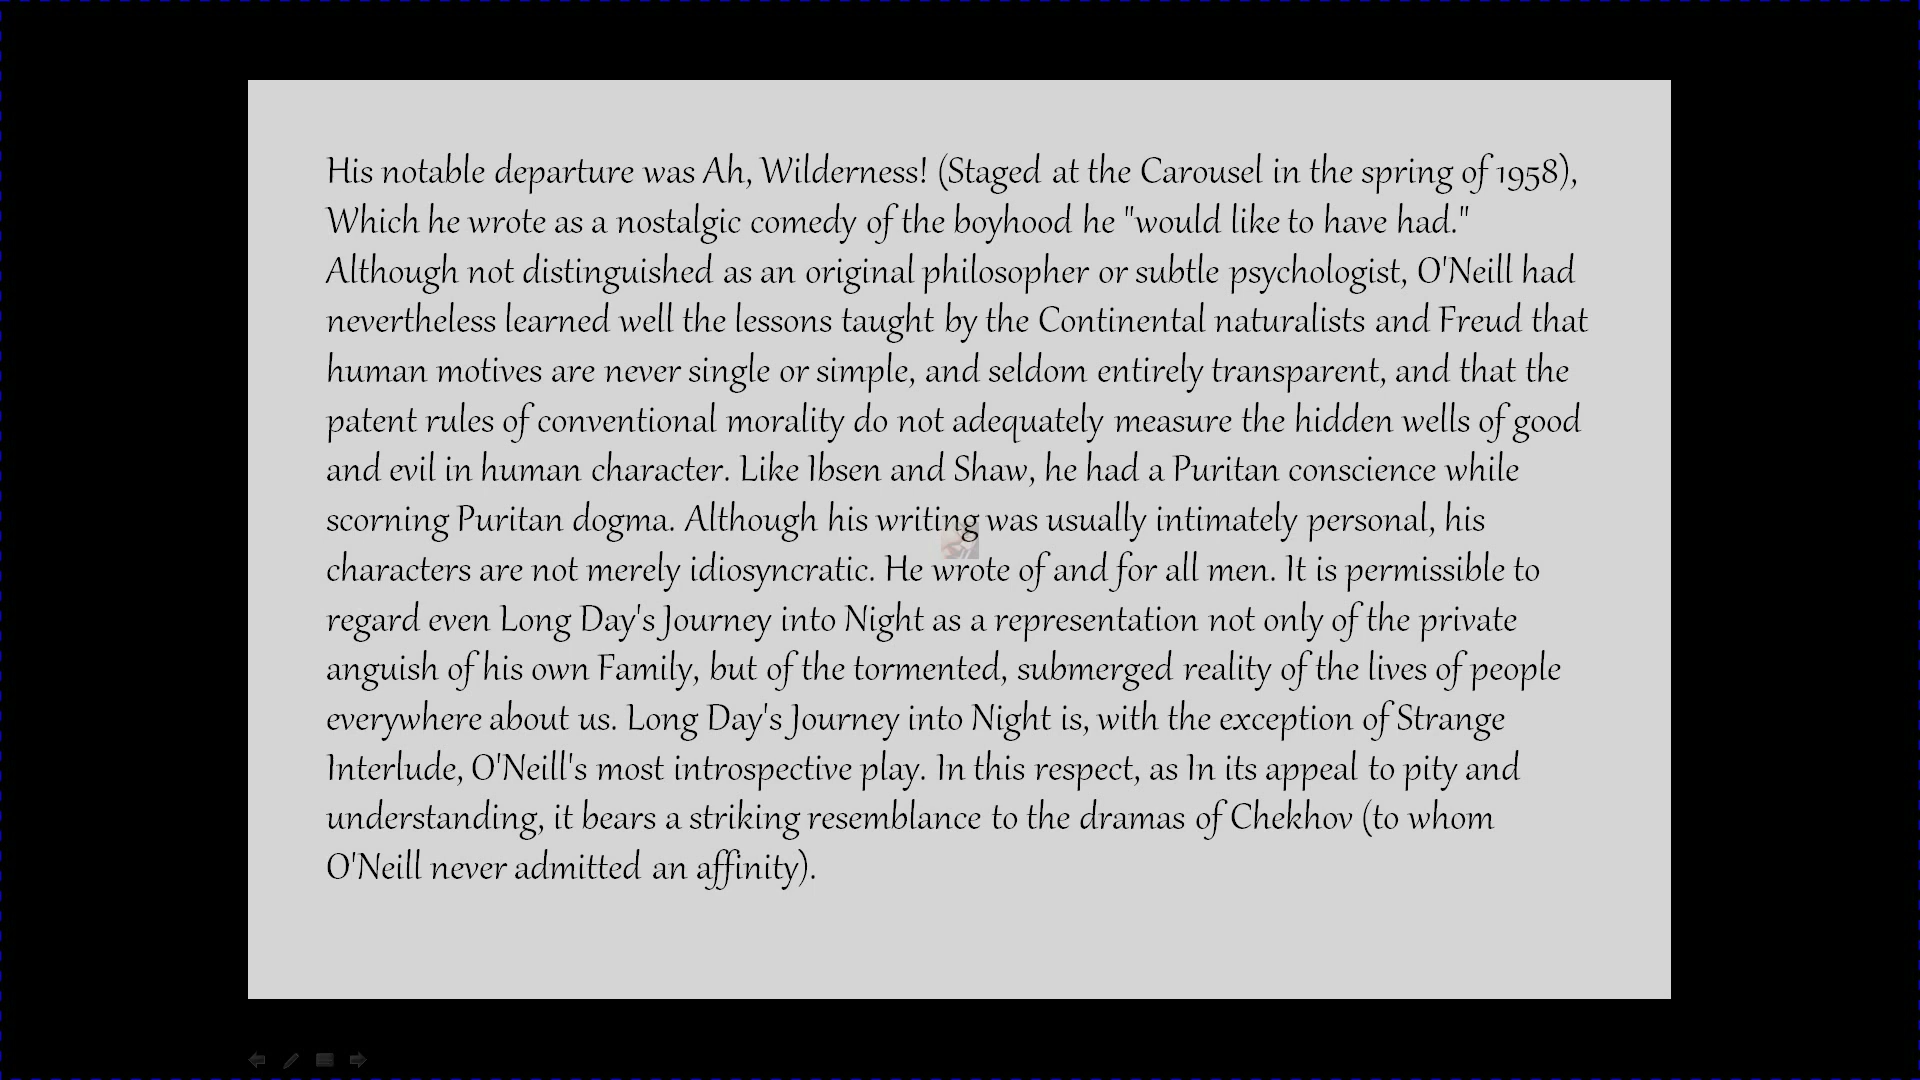 His notable departure was Ah, Wilderness! (Staged at the Carousel in the spring of 1958),
Which he wrote as a nostalgic comedy of the boyhood he "would like to have had."
Although not distinguished as an original philosopher or subtle psychologist, O'Neill had
nevertheless learned well the lessons taught by the Continental naturalists and Freud that
human motives are never single or simple, and seldom entirely transparent, and that the
patent rules of conventional morality do not adequately measure the hidden wells of good
and evil in human character. Like Ibsen and Shaw, he had a Puritan conscience while
scorning Puritan dogma. Although his writing was usually intimately personal, his
characters are not merely idiosyncratic. He wrote of and for all men. It is permissible to
regard even Long Day's Journey into Night as a representation not only of the private
anguish of his own Family, but of the tormented, submerged reality of the lives of people
everywhere about us. Long Day's Journey into Night is, with the exception of Strange
Interlude, O'Neill's most introspective play. In this respect, as In its appeal to pity and
understanding, it bears a striking resemblance to the dramas of Chekhov (to whom
O'Neill never admitted an affinity).